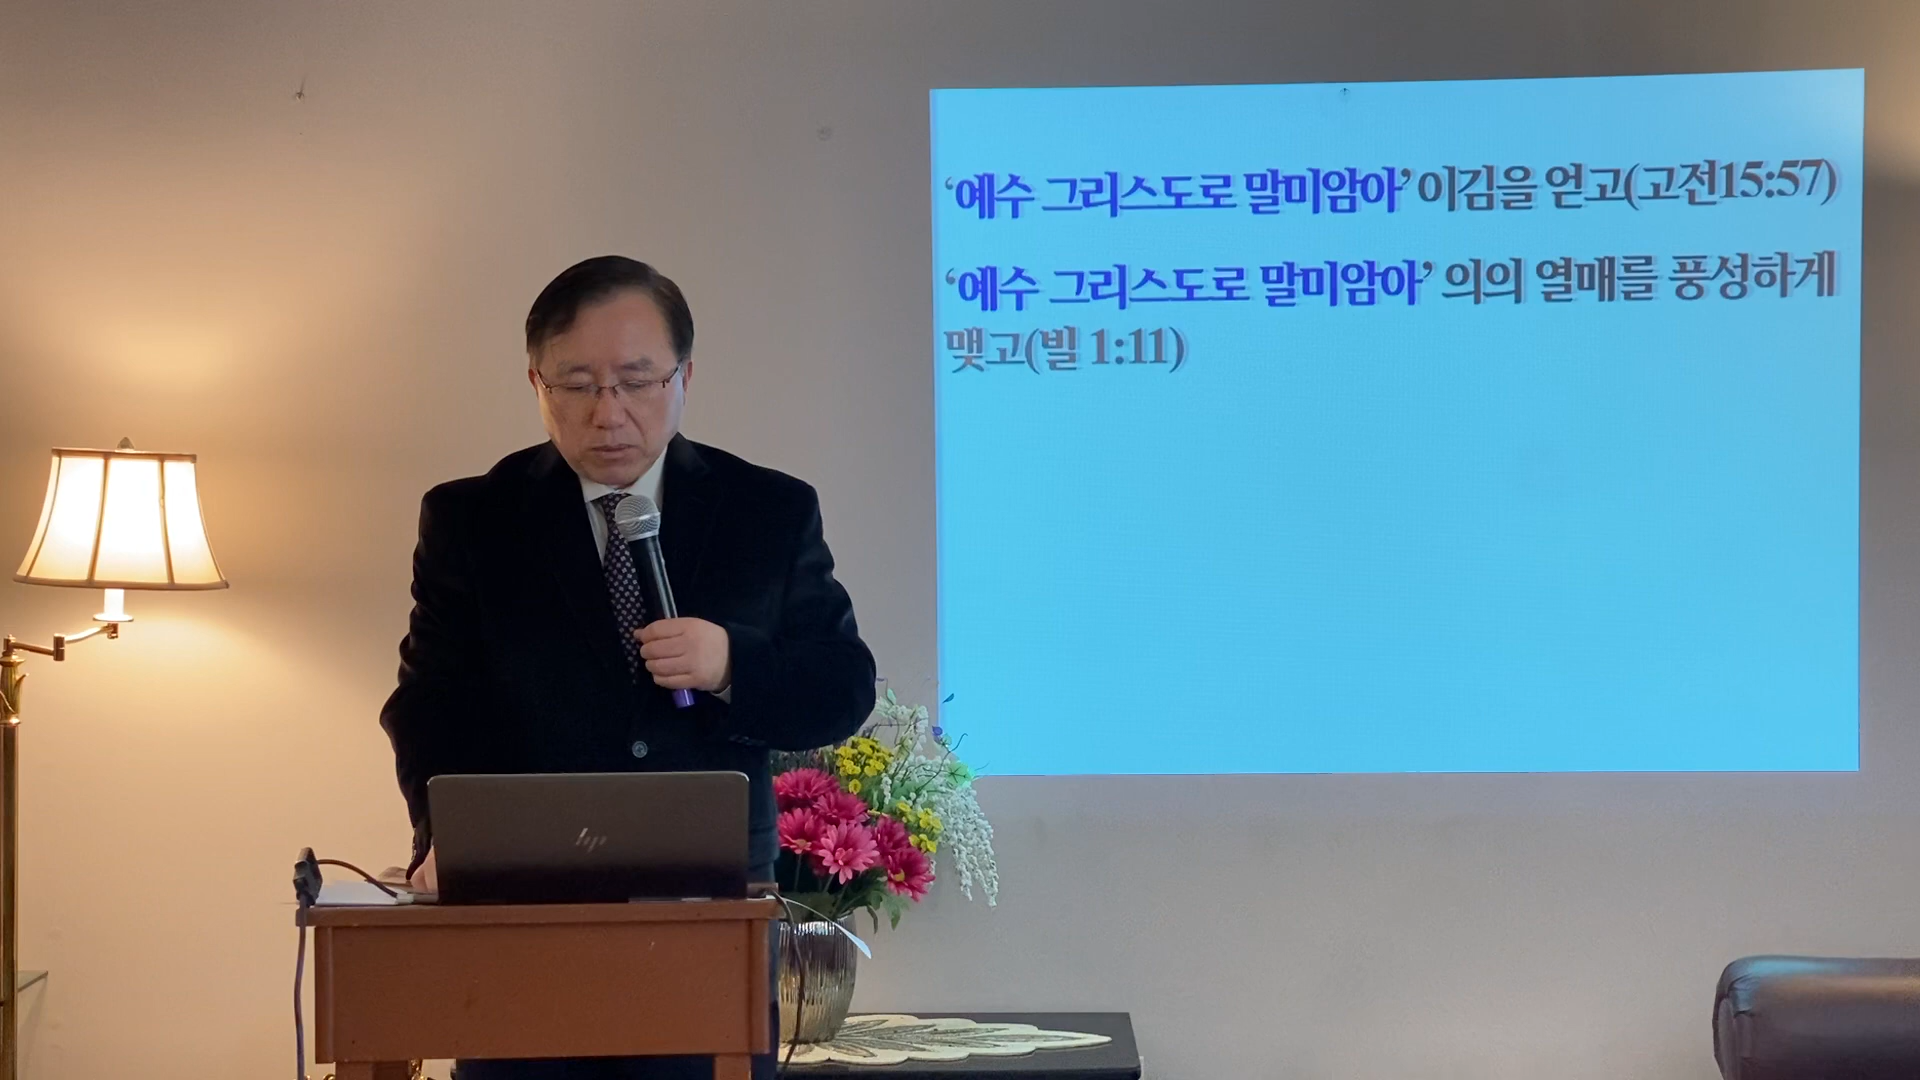 ‘예수 그리스도로 말미암아’ 이김을 얻고(고전15:57)
‘예수 그리스도로 말미암아’ 의의 열매를 풍성하게
맺고(빌 1:11)
hp